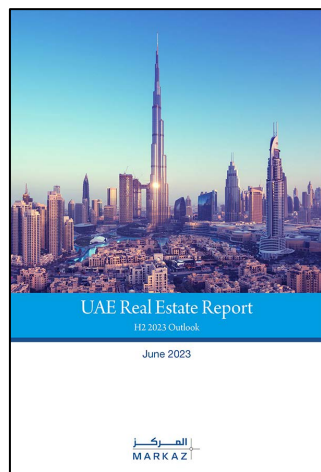 UAE Real Estate Report
H2 2023 Outlook
June 2023
المركز
MARKAZ